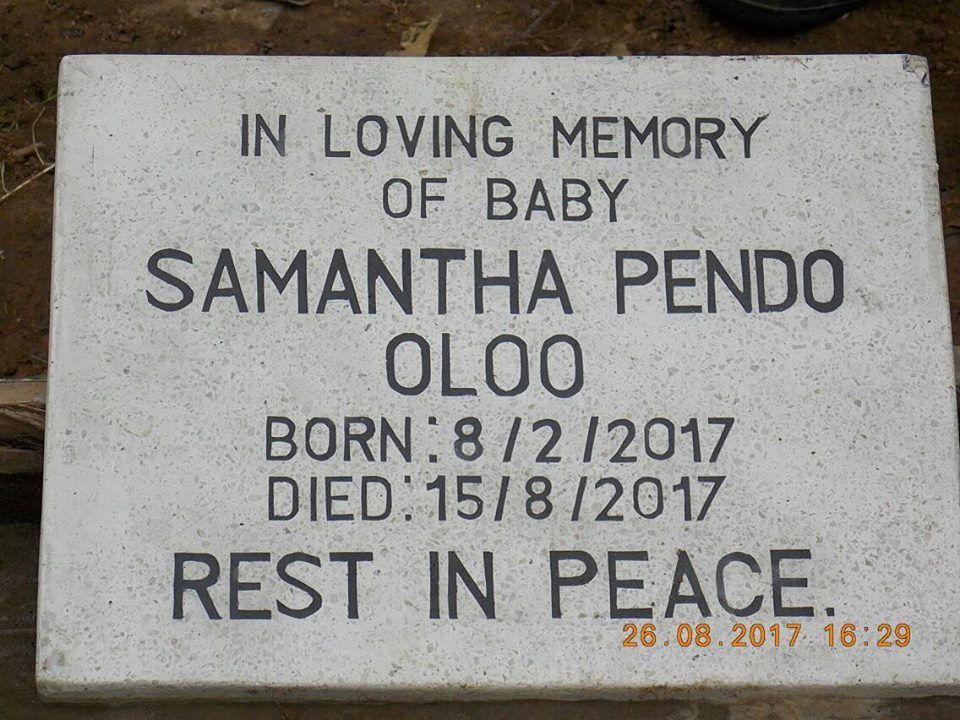 IN LOVING MEMORY
OF BABY
SAMANTHA PENDO
OLOO
BORN: 8/2/2017
DIED: 15/8/2017
REST IN PEACE.
26.08.2017 16:29